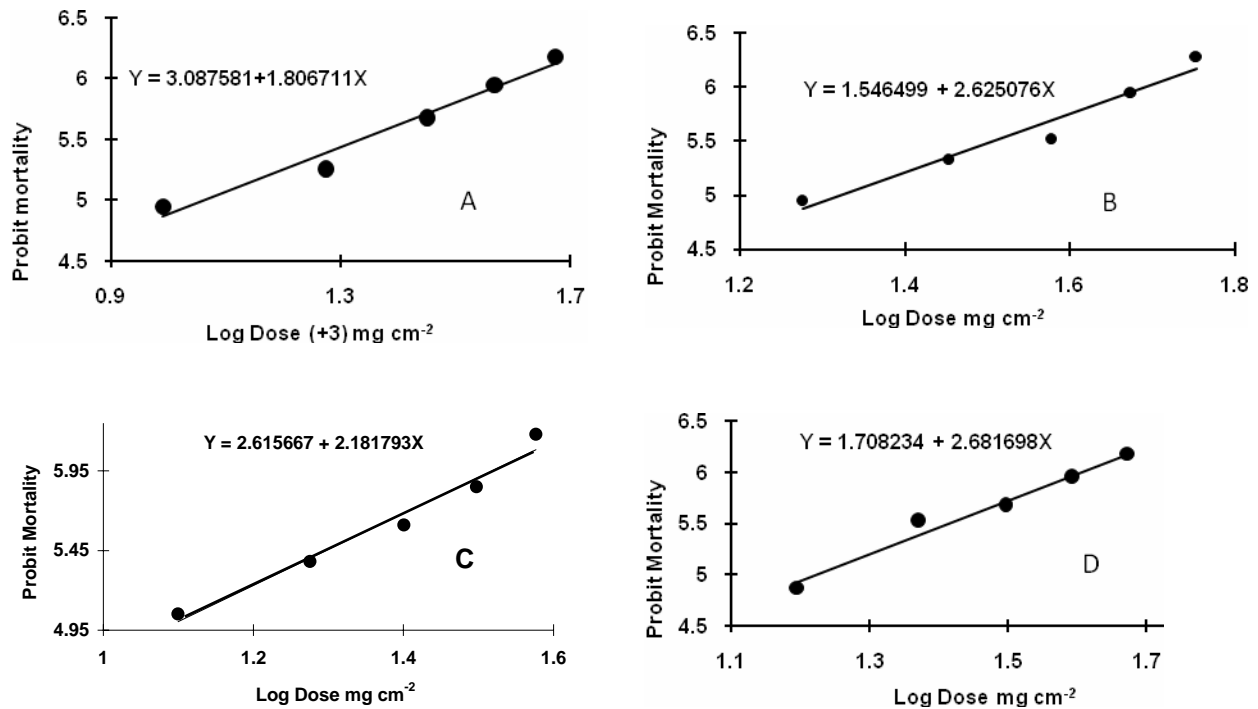 6.5
6
5.5
5
4.5
0.9
1.3
1.7
Probit mortality
Y = 3.087581+1.806711X
A
Log Dose (+3) mg cm-2
6.5
6
5.5
5
4.5
1.2
1.4
1.6
1.8
Probit Mortality
Y = 1.546499 + 2.625076X
B
Log Dose mg cm-2
5.95
5.45
4.95
1
1.2
1.4
1.6
Probit Mortality
Y = 2.615667 + 2.181793X
C
Log Dose mg cm-2
6.5
6
5.5
5
4.5
1.1
1.3
1.5
1.7
Probit Mortality
Y = 1.708234 + 2.681698X
D
Log Dose mg cm-2